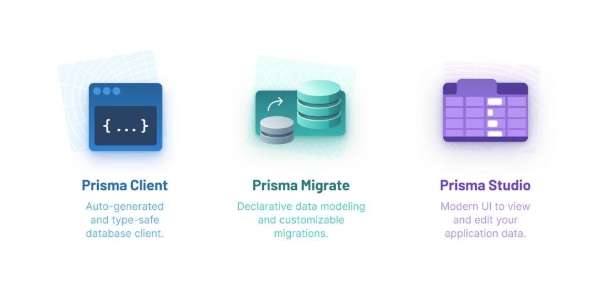 {...}
Prisma Client
Auto-generated
and type-safe
database client.
Prisma Migrate
Declarative data modeling
and customizable
migrations.
Prisma Studio
Modern UI to view
and edit your
application data.